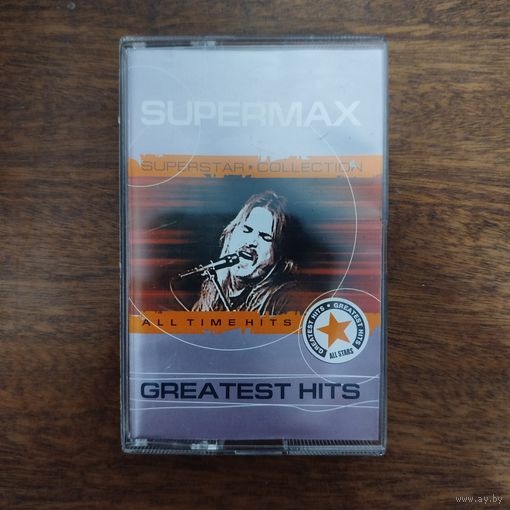 SUPERMAX
SUPERSTAR★COLLECTION
ALL TIME HITS
GREATEST HITS • GREATEST HITS
ALL STARS
GREATEST HITS
www.ay.by